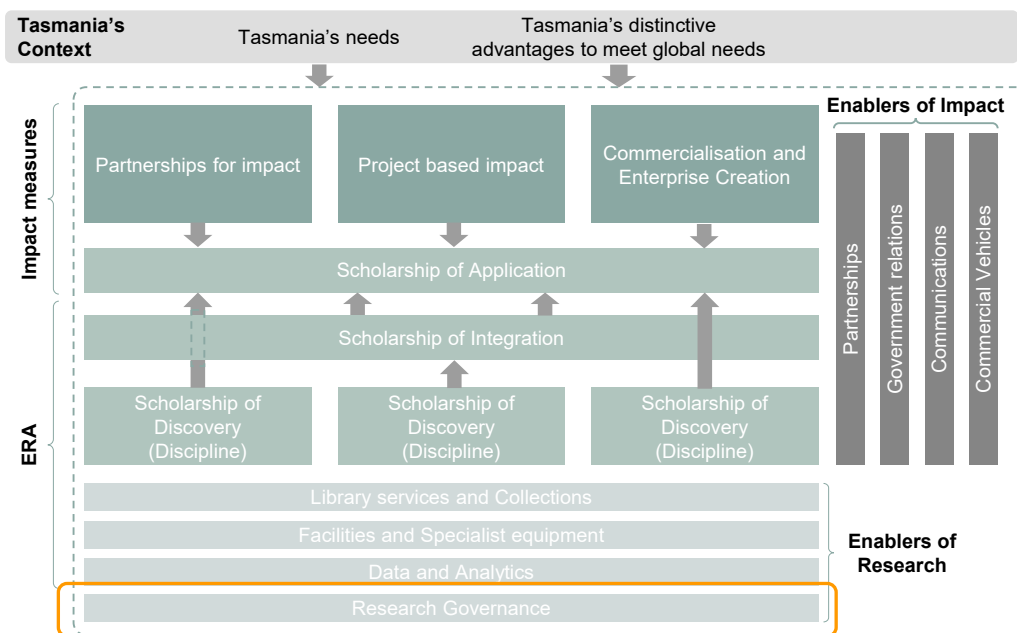 Tasmania's
Context
Tasmania's needs
Tasmania's distinctive
advantages to meet global needs
Impact measures
ERA
Partnerships for impact
Project based impact
Commercialisation and
Enterprise Creation
Scholarship of Application
Scholarship of Integration
Scholarship of
Discovery
(Discipline)
Scholarship of
Discovery
(Discipline)
Scholarship of
Discovery
(Discipline)
Library services and Collections
Facilities and Specialist equipment
Data and Analytics
Research Governance
Enablers of Impact
Partnerships
Government relations
Communications
Commercial Vehicles
Enablers of
Research